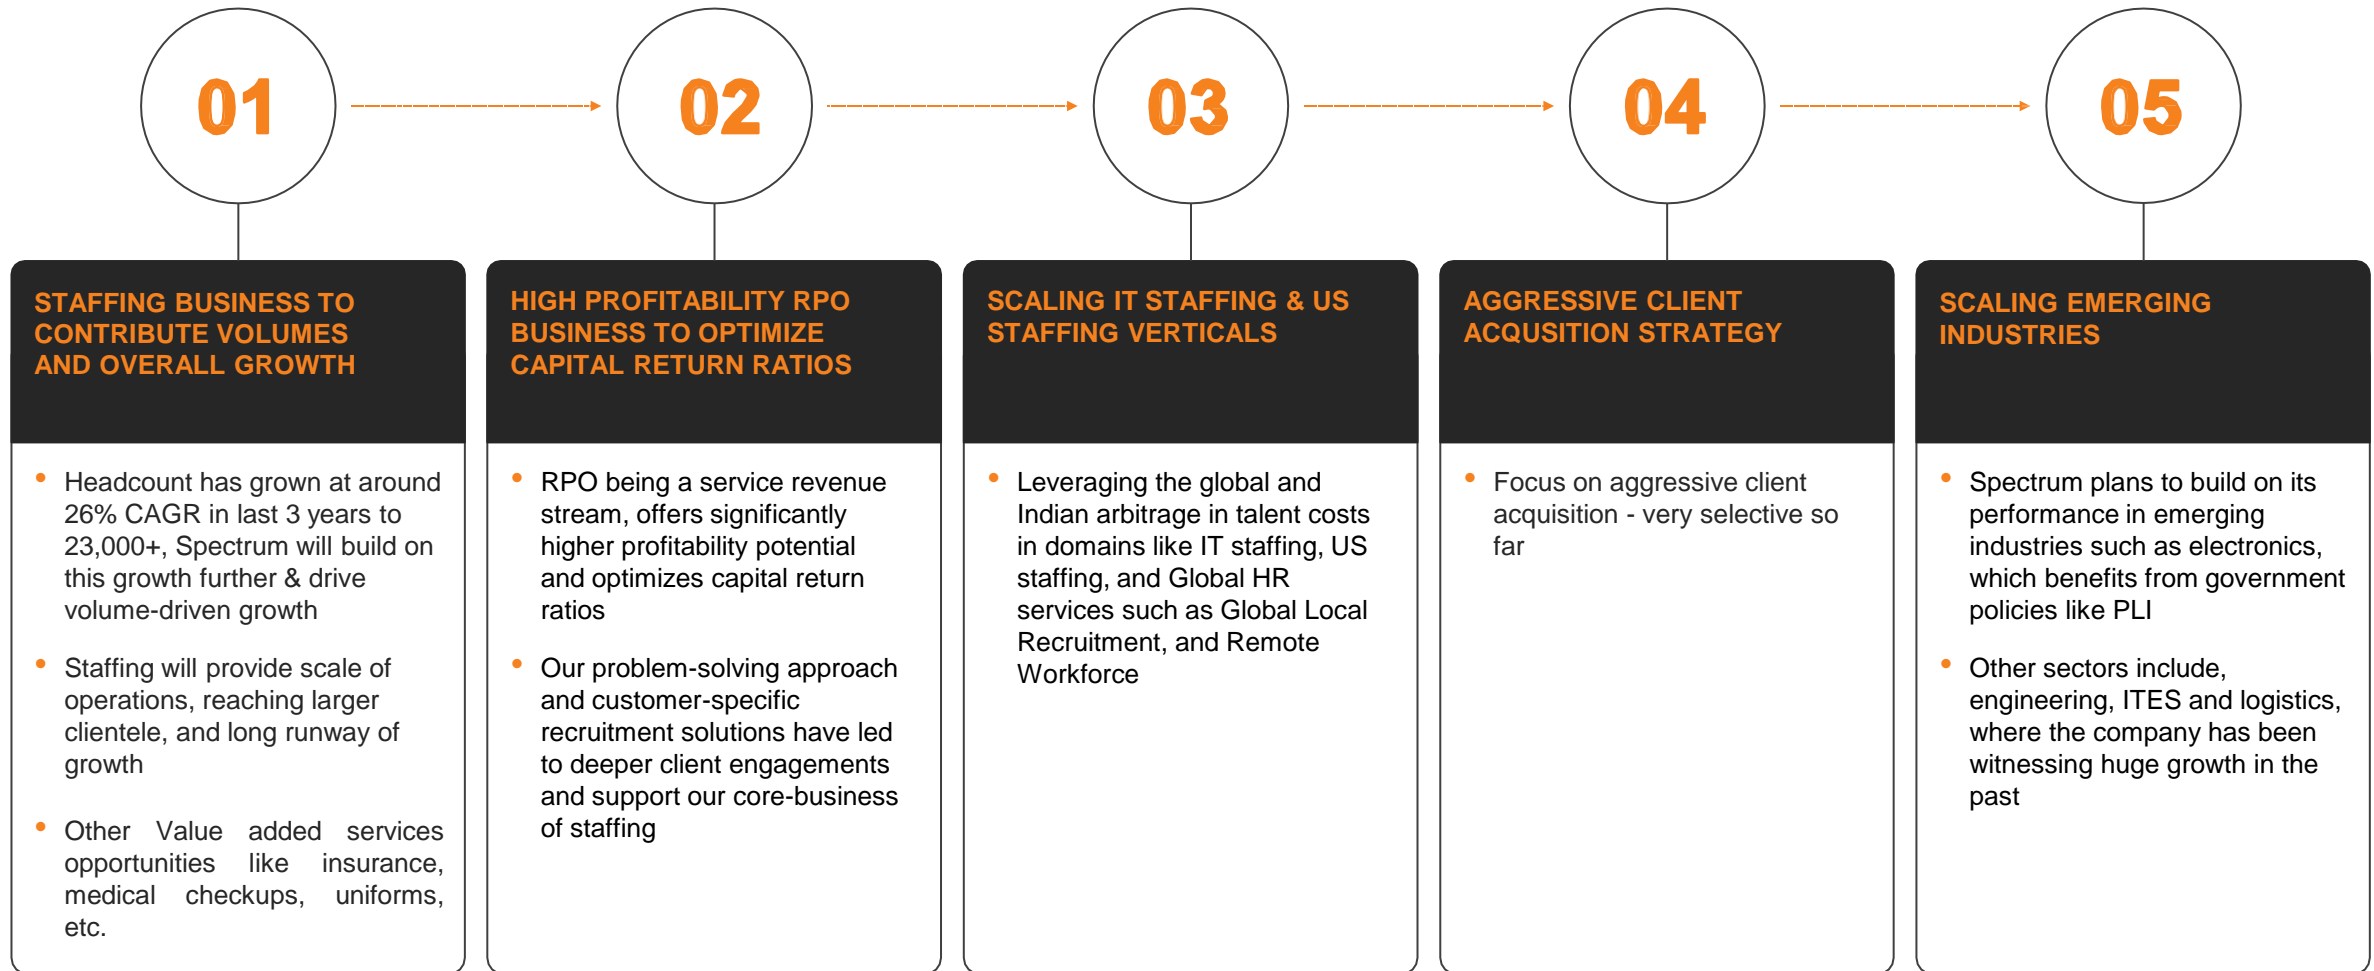 01
02
03
04
05
STAFFING BUSINESS TO
CONTRIBUTE VOLUMES
AND OVERALL GROWTH
Headcount has grown at around
26% CAGR in last 3 years to
23,000+, Spectrum will build on
this growth further & drive
volume-driven growth
Staffing will provide scale of
operations, reaching larger
clientele, and long runway of
growth
Other Value added services
opportunities like insurance,
medical checkups, uniforms,
etc.
HIGH PROFITABILITY RPO
BUSINESS TO OPTIMIZE
CAPITAL RETURN RATIOS
RPO being a service revenue
stream, offers significantly
higher profitability potential
and optimizes capital return
ratios
Our problem-solving approach
and customer-specific
recruitment solutions have led
to deeper client engagements
and support our core-business
of staffing
SCALING IT STAFFING & US
STAFFING VERTICALS
Leveraging the global and
Indian arbitrage in talent costs
in domains like IT staffing, US
staffing, and Global HR
services such as Global Local
Recruitment, and Remote
Workforce
AGGRESSIVE CLIENT
ACQUSITION STRATEGY
Focus on aggressive client
acquisition - very selective so
far
SCALING EMERGING
INDUSTRIES
Spectrum plans to build on its
performance in emerging
industries such as electronics,
which benefits from government
policies like PLI
Other sectors include,
engineering, ITES and logistics,
where the company has been
witnessing huge growth in the
past